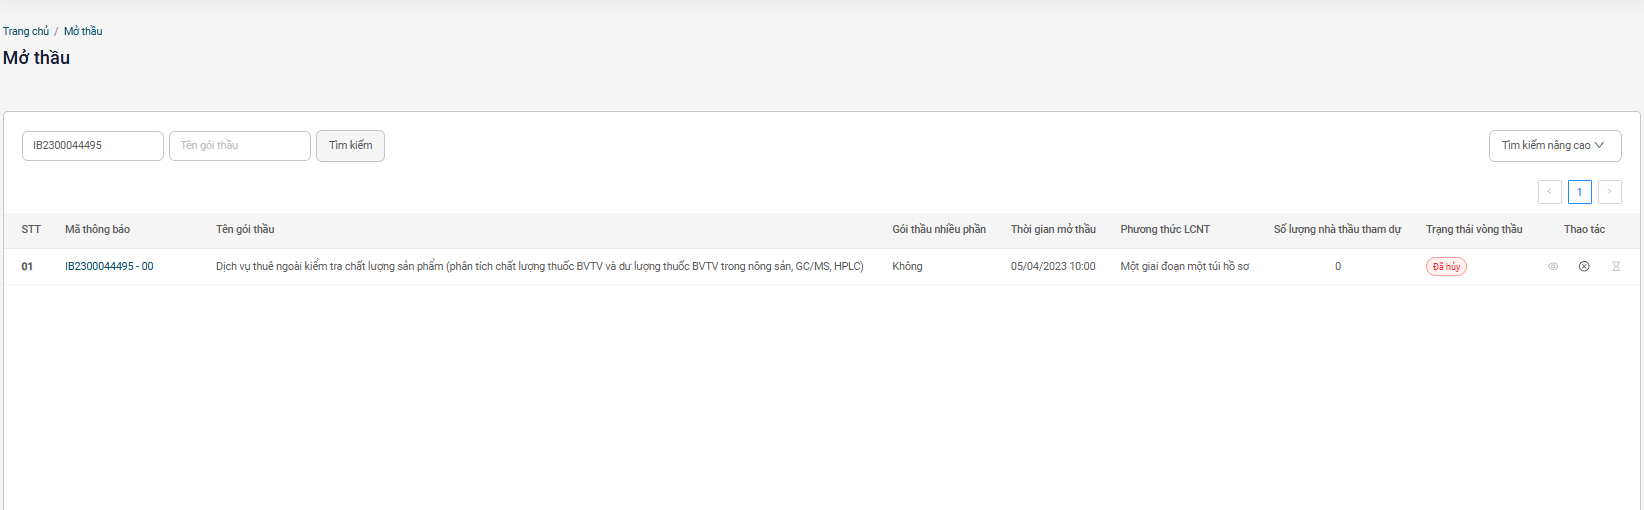 Trang chủ / Mở thầu
Mở thầu
IB2300044495 Tên gói thầu Tìm kiếm Tìm kiếm nâng cao
1
STT Mã thông báo Tên gói thầu Gói thầu nhiều phần Thời gian mở thầu Phương thức LCNT Số lượng nhà thầu tham dự Trạng thái vòng thầu Thao tác
01 IB2300044495 - 00 Dịch vụ thuê ngoài kiểm tra chất lượng sản phẩm (phân tích chất lượng thuốc BVTV và dư lượng thuốc BVTV trong nông sản, GC/MS, HPLC) Không 05/04/2023 10:00 Một giai đoạn một túi hồ sơ 0 Đã hủy